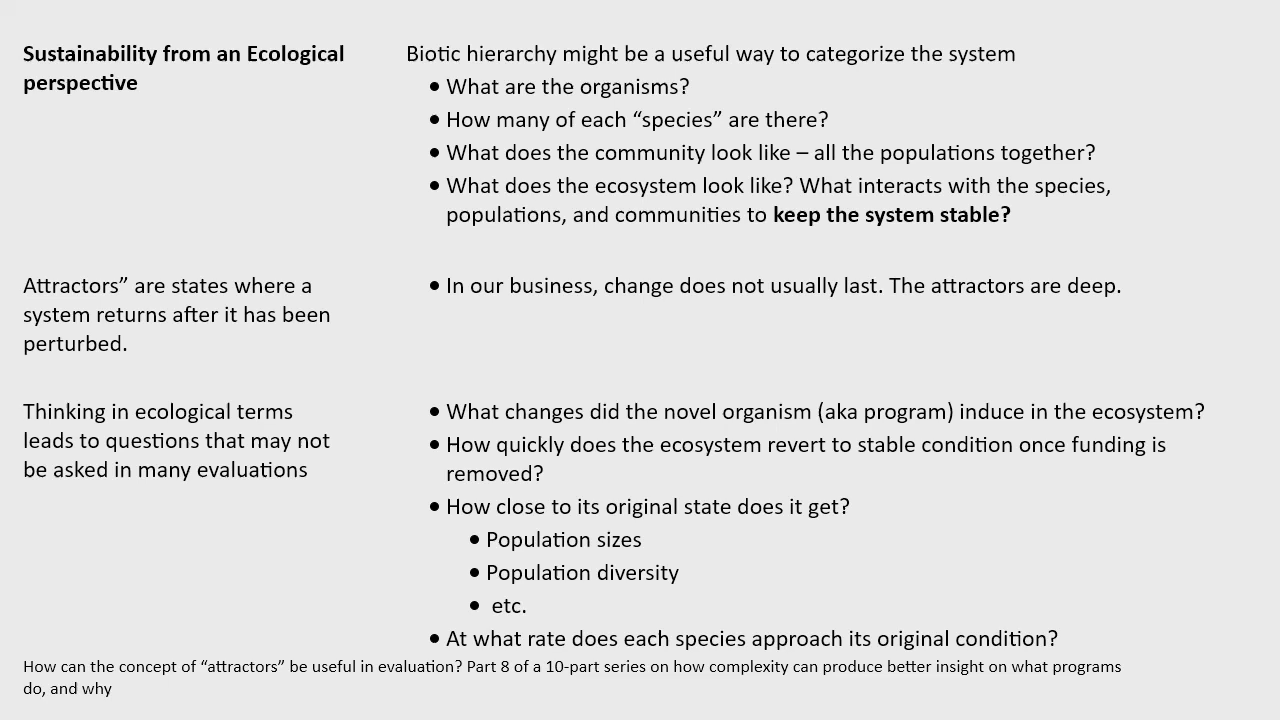 Sustainability from an Ecological
perspective
Biotic hierarchy might be a useful way to categorize the system
• What are the organisms?
• How many of each “species” are there?
• What does the community look like – all the populations together?
• What does the ecosystem look like? What interacts with the species,
populations, and communities to keep the system stable?
Attractors” are states where a
system returns after it has been
perturbed.
• In our business, change does not usually last. The attractors are deep.
Thinking in ecological terms
leads to questions that may not
be asked in many evaluations
• What changes did the novel organism (aka program) induce in the ecosystem?
• How quickly does the ecosystem revert to stable condition once funding is
removed?
• How close to its original state does it get?
• Population sizes
• Population diversity
• etc.
• At what rate does each species approach its original condition?
How can the concept of “attractors” be useful in evaluation? Part 8 of a 10-part series on how complexity can produce better insight on what programs
do, and why